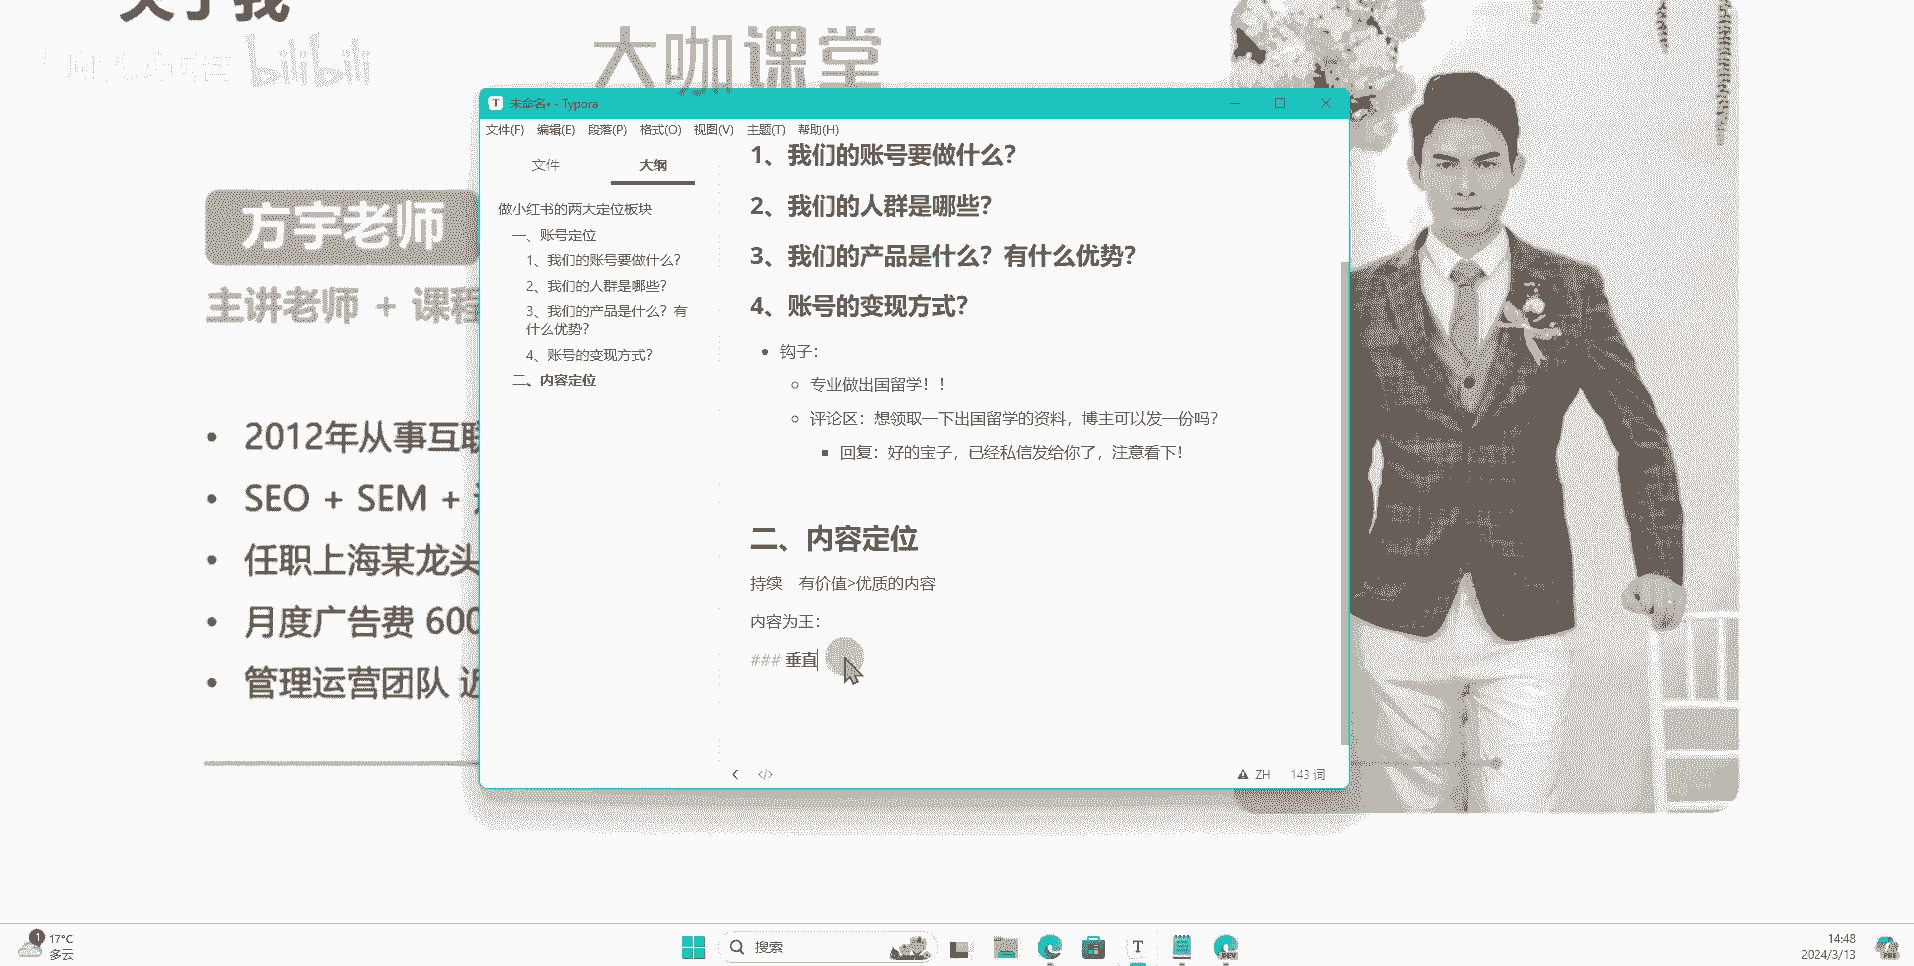 关于我
bilibili
大咖课堂
未命名• - Typora
文件(F) 编辑(E) 段落(P) 格式(O) 视图(V) 主题(T) 帮助(H)
文件 大纲
做小红书的两大定位板块
一、账号定位
1、我们的账号要做什么?
2、我们的人群是哪些?
3、我们的产品是什么？有
什么优势?
4、账号的变现方式?
二、内容定位
1、我们的账号要做什么?
2、我们的人群是哪些?
3、我们的产品是什么？有什么优势?
4、账号的变现方式?
钩子：
专业做出国留学！！
评论区：想领取一下出国留学的资料，博主可以发一份吗?
回复：好的宝子，已经私信发给你了，注意看下!
二、内容定位
持续 有价值>优质的内容
内容为王：
### 垂直
ZH 143 词
方宇老师
主讲老师 + 课程
• 2012年从事互联
• SEO + SEM +
• 任职上海某龙头
• 月度广告费 600
• 管理运营团队 近
1 17°C
多云
搜索
DEV
14:48
2024/3/13
PRE